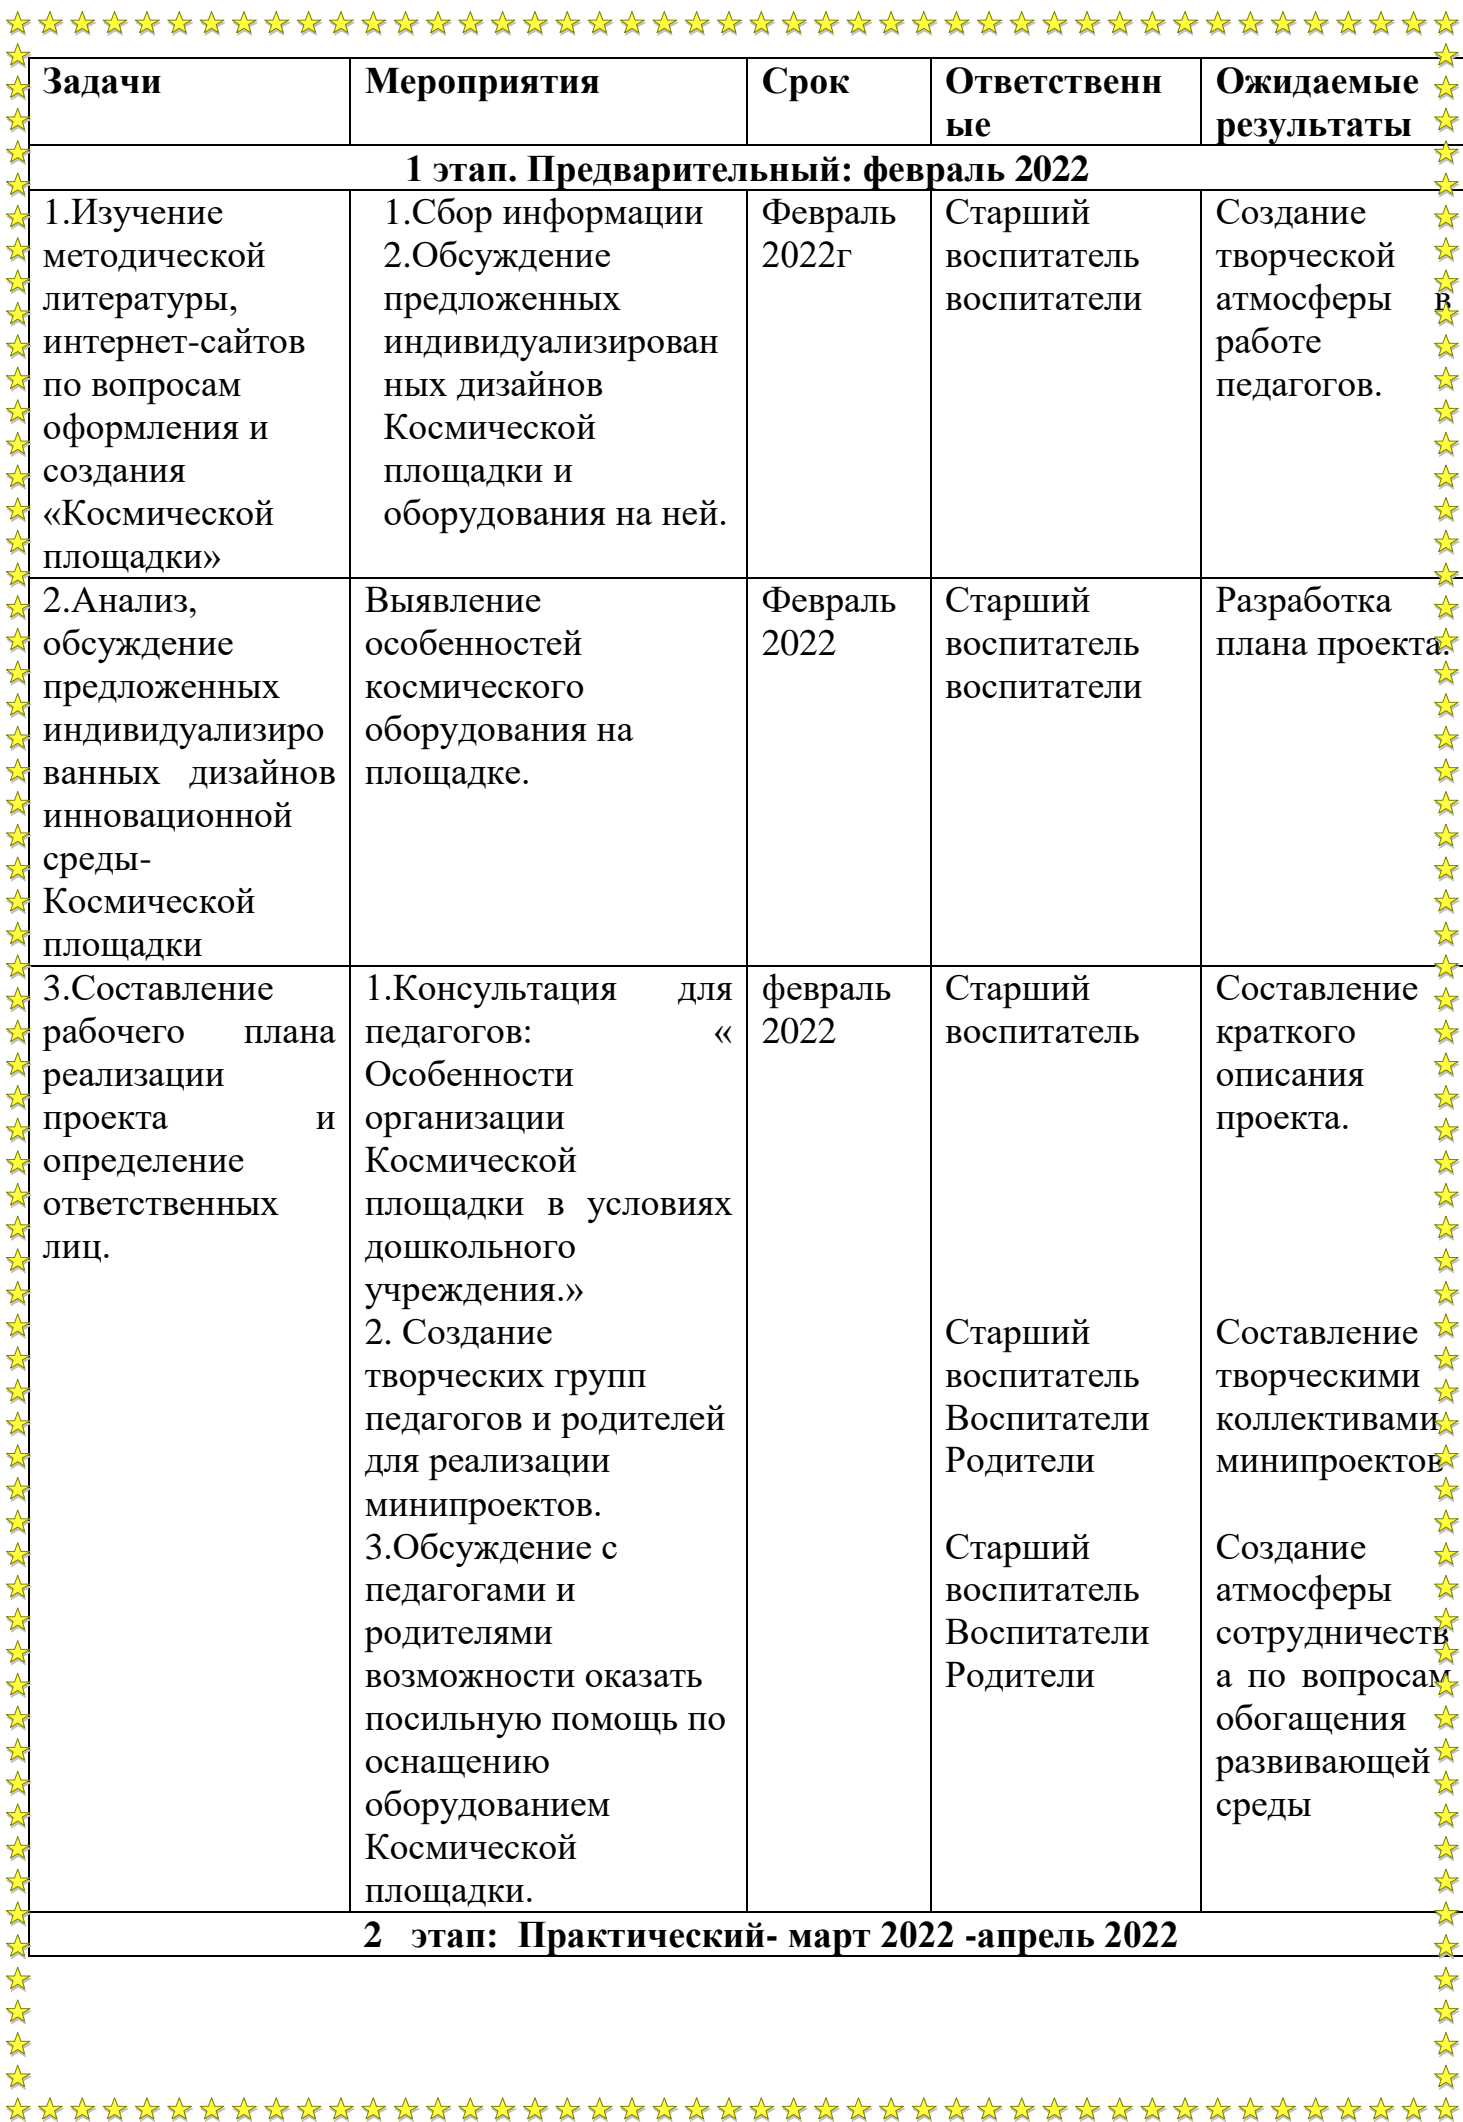 Задачи
Мероприятия
Срок
Ответственн
ые
Ожидаемые
результаты
1 этап. Предварительный: февраль 2022
1.Изучение
методической
литературы,
интернет-сайтов
по вопросам
оформления и
создания
«Космической
площадки»
1.Сбор информации
2.Обсуждение
предложенных
индивидуализирован
ных дизайнов
Космической
площадки и
оборудования на ней.
Февраль
2022г
Старший
воспитатель
воспитатели
Создание
творческой
атмосферы в
работе
педагогов.
2.Анализ,
обсуждение
предложенных
индивидуализиро
ванных дизайнов
инновационной
среды-
Космической
площадки
Выявление
особенностей
космического
оборудования на
площадке.
Февраль
2022
Старший
воспитатель
воспитатели
Разработка
плана проекта.
3.Составление
рабочего плана
реализации
проекта и
определение
ответственных
лиц.
1.Консультация для
педагогов: «
Особенности
организации
Космической
площадки в условиях
дошкольного
учреждения.»
2. Создание
творческих групп
педагогов и родителей
для реализации
минипроектов.
3.Обсуждение с
педагогами и
родителями
возможности оказать
посильную помощь по
оснащению
оборудованием
Космической
площадки.
февраль
2022
Старший
воспитатель
Старший
воспитатель
Воспитатели
Родители
Старший
воспитатель
Воспитатели
Родители
Составление
краткого
описания
проекта.
Составление
творческими
коллективами
минипроектов
Создание
атмосферы
сотрудничеств
а по вопросам
обогащения
развивающей
среды
2 этап: Практический- март 2022 -апрель 2022